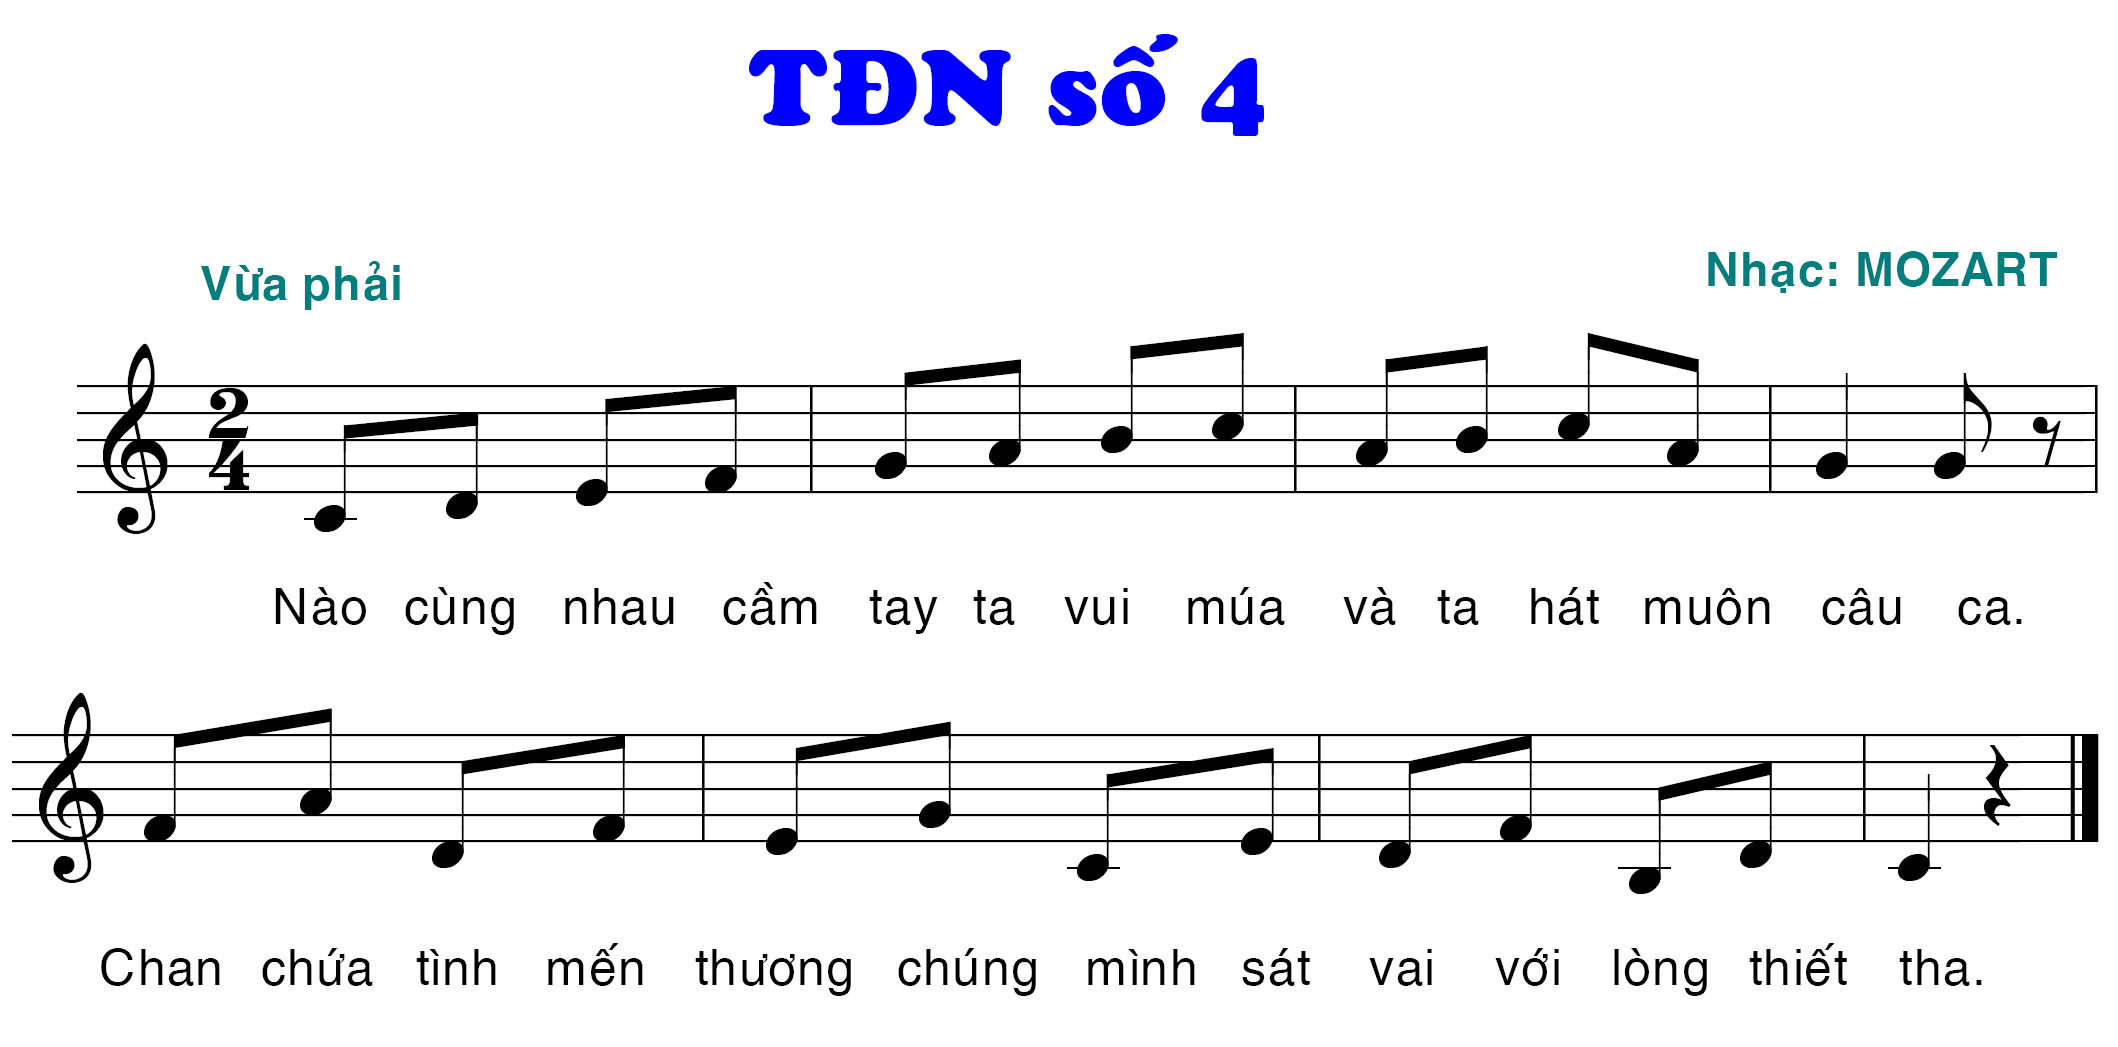 TĐN số 4
Vừa phải
Nhạc: MOZART
2
4
Nào cùng nhau cầm tay ta vui múa và ta hát muôn câu ca.
Chan chứa tình mến thương chúng mình sát vai với lòng thiết tha.